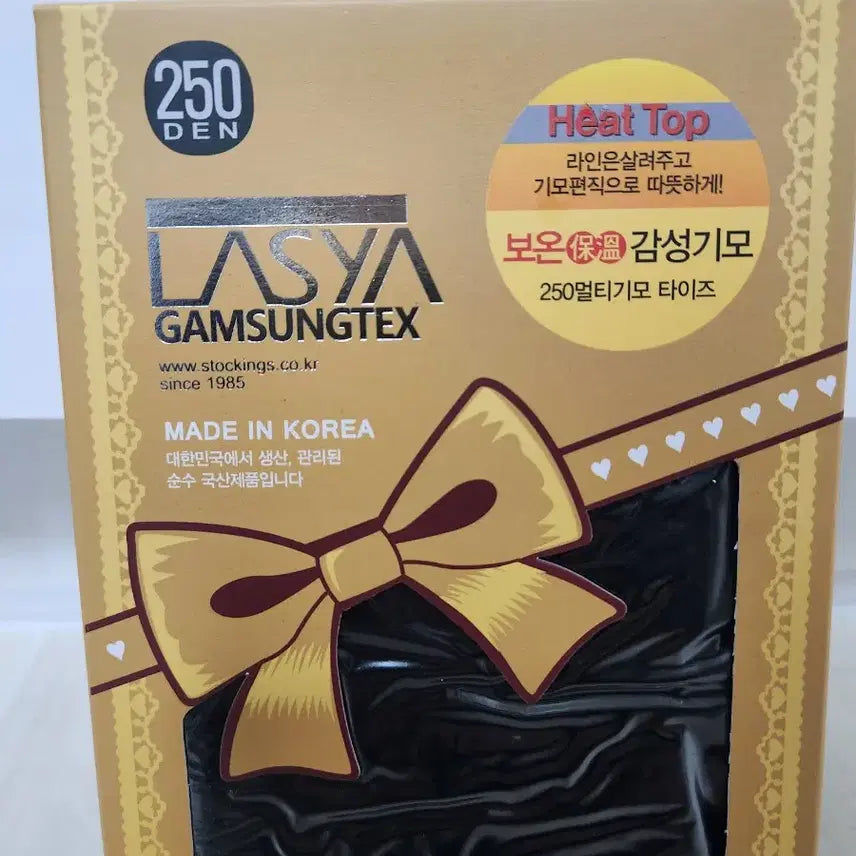 250
DEN
LASYA
GAMSUNGTEX
www.stockings.co.kr
since 1985
MADE IN KOREA
대한민국에서 생산, 관리된
순수 국산제품입니다
Heat Top
라인은살려주고
기모편직으로 따뜻하게!
보온保溫감성기모
250멀티기모 타이즈